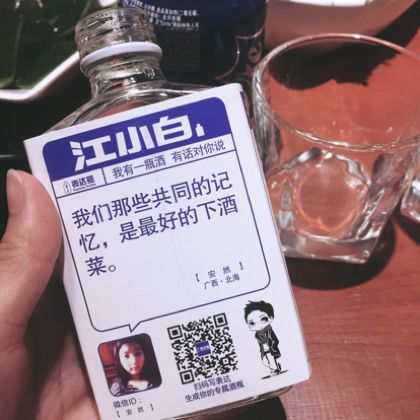 江小白
表达瓶
我有一瓶酒 有话对你说
我们那些共同的记
忆，是最好的下酒
菜。
【 安 然 】
广西·北海
微信ID：
【 安 然 】
扫码写表达
生成你的专属酒瓶